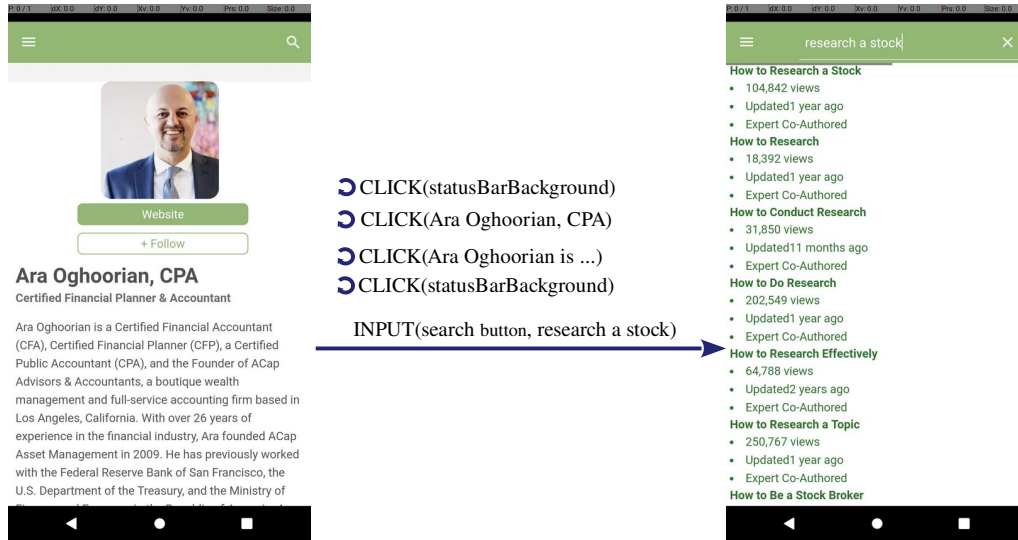 P: 0 / 1 dX: 0.0 dY: 0.0 Xv: 0.0 Yv: 0.0 Prs: 0.0 Size: 0.0
Website
+ Follow
Ara Oghoorian, CPA
Certified Financial Planner & Accountant
Ara Oghoorian is a Certified Financial Accountant
(CFA), Certified Financial Planner (CFP), a Certified
Public Accountant (CPA), and the Founder of ACap
Advisors & Accountants, a boutique wealth
management and full-service accounting firm based in
Los Angeles, California. With over 26 years of
experience in the financial industry, Ara founded ACap
Asset Management in 2009. He has previously worked
with the Federal Reserve Bank of San Francisco, the
U.S. Department of the Treasury, and the Ministry of
CLICK(statusBarBackground)
CLICK(Ara Oghoorian, CPA)
CLICK(Ara Oghoorian is ...)
CLICK(statusBarBackground)
INPUT(search button, research a stock)
P: 0 / 1 dX: 0.0 dY: 0.0 Xv: 0.0 Yv: 0.0 Prs: 0.0 Size: 0.0
research a stock
How to Research a Stock
• 104,842 views
• Updated1 year ago
• Expert Co-Authored
How to Research
• 18,392 views
• Updated1 year ago
• Expert Co-Authored
How to Conduct Research
• 31,850 views
• Updated11 months ago
• Expert Co-Authored
How to Do Research
• 202,549 views
• Updated1 year ago
• Expert Co-Authored
How to Research Effectively
• 64,788 views
• Updated2 years ago
• Expert Co-Authored
How to Research a Topic
• 250,767 views
• Updated1 year ago
• Expert Co-Authored
How to Be a Stock Broker